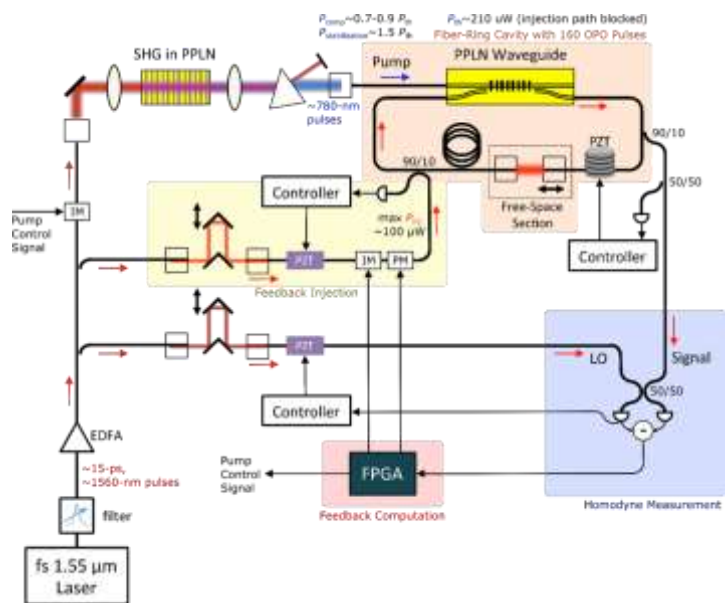 P_comp~0.7-0.9 P_th
P_sterilization~1.5 P_th
P_th~210 uW (injection path blocked)
Fiber-Ring Cavity with 160 OPO Pulses
SHG in PPLN
Pump
PPLN Waveguide
~780-nm
pulses
90/10
PZT
90/10
50/50
Controller
Free-Space
Section
IM
Pump
Control
Signal
max P_inj
~100 µW
Controller
PZT
IM
PM
Feedback Injection
PZT
LO
Signal
50/50
Controller
EDFA
~15-ps,
~1560-nm pulses
Pump
Control
Signal
FPGA
-
Feedback Computation
Homodyne Measurement
filter
fs 1.55 µm
Laser